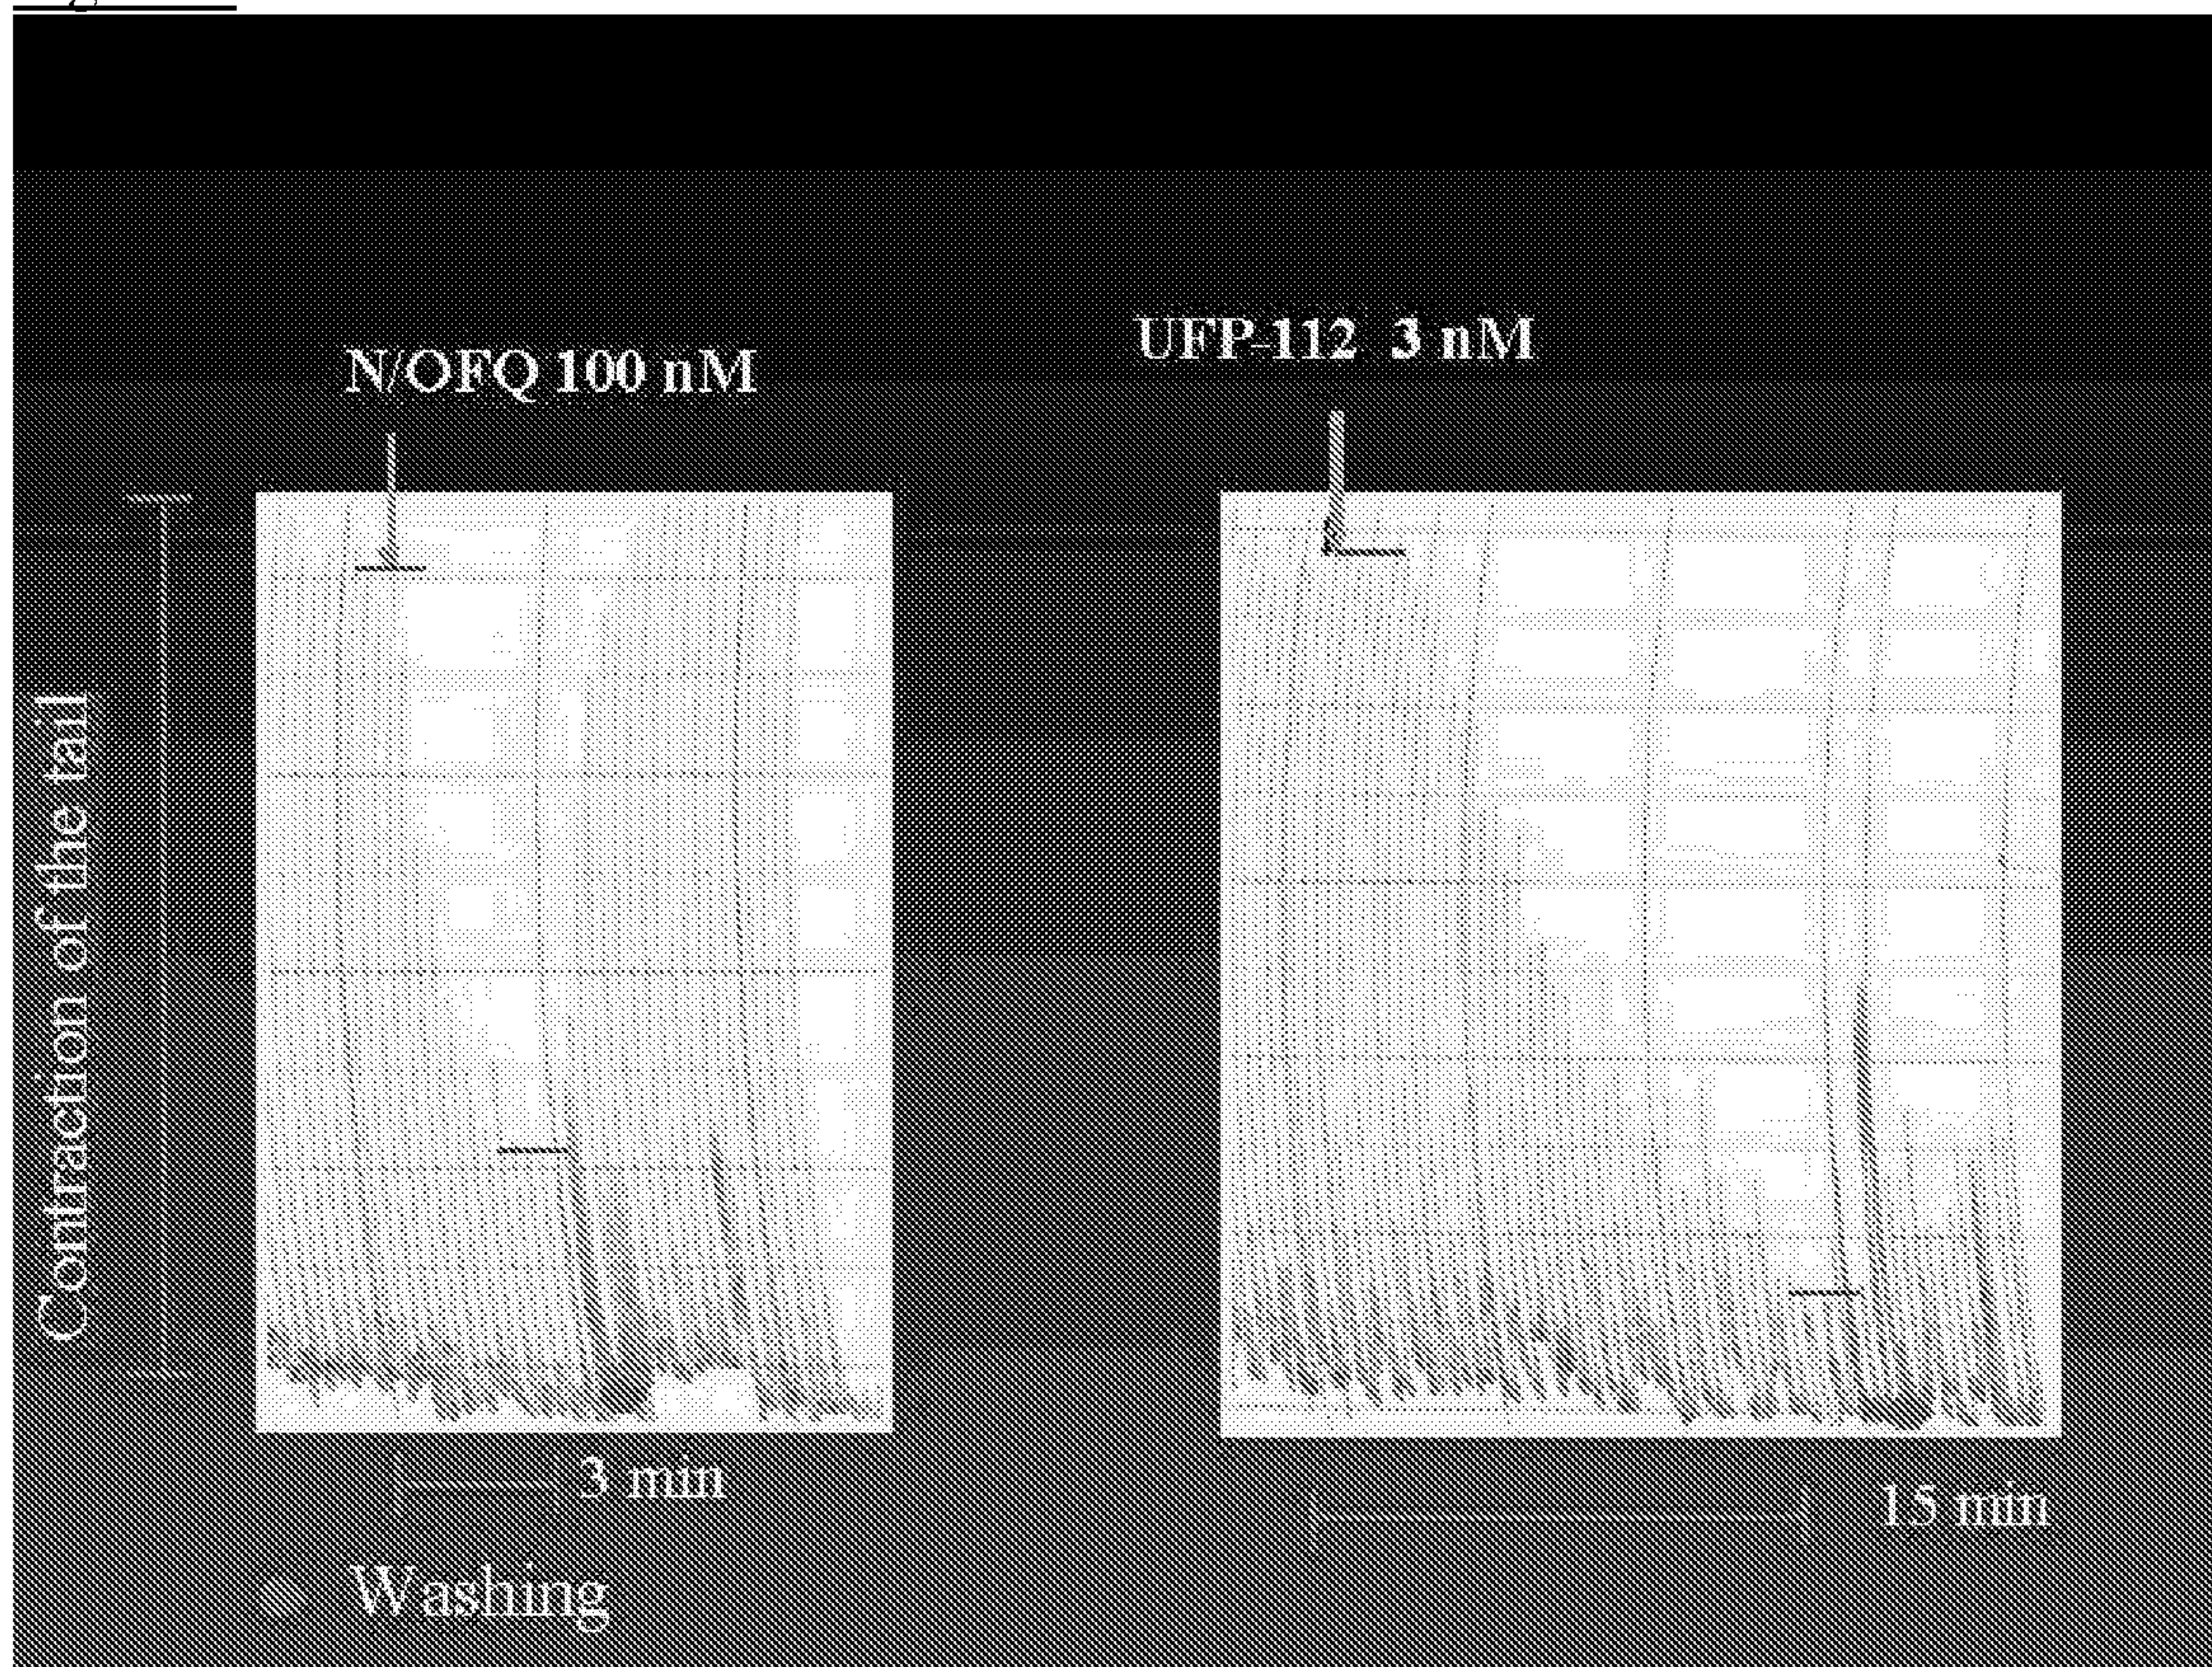 N/OFQ 100 nM
UFP-112 3 nM
Contraction of the tail
3 min
15 min
Washing